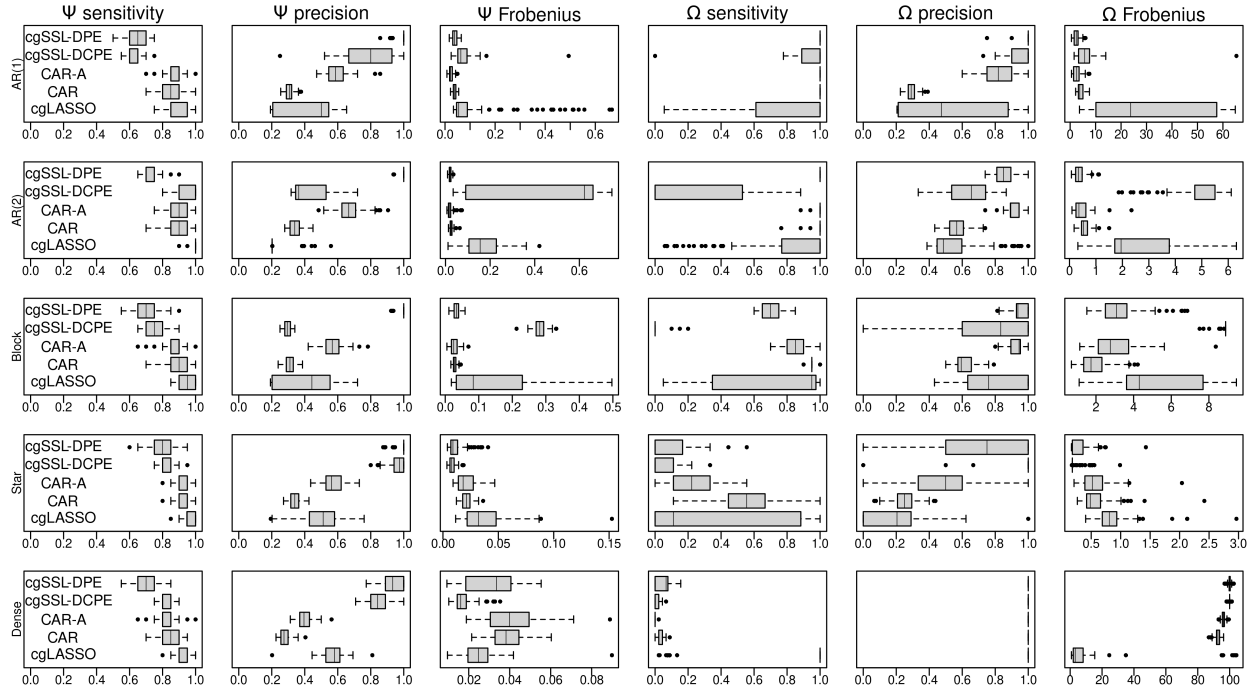 Ψ sensitivity Ψ precision Ψ Frobenius Ω sensitivity Ω precision Ω Frobenius
AR(1)
cgSSL-DPE
cgSSL-DCPE
CAR-A
CAR
cgLASSO
0.0 0.2 0.4 0.6 0.8 1.0 0.0 0.2 0.4 0.6 0.8 1.0 0.0 0.2 0.4 0.6 0.0 0.2 0.4 0.6 0.8 1.0 0.0 0.2 0.4 0.6 0.8 1.0 0 10 20 30 40 50 60
AR(2)
cgSSL-DPE
cgSSL-DCPE
CAR-A
CAR
cgLASSO
0.0 0.2 0.4 0.6 0.8 1.0 0.0 0.2 0.4 0.6 0.8 1.0 0.0 0.2 0.4 0.6 0.0 0.2 0.4 0.6 0.8 1.0 0.0 0.2 0.4 0.6 0.8 1.0 0 1 2 3 4 5 6
Block
cgSSL-DPE
cgSSL-DCPE
CAR-A
CAR
cgLASSO
0.0 0.2 0.4 0.6 0.8 1.0 0.0 0.2 0.4 0.6 0.8 1.0 0.0 0.1 0.2 0.3 0.4 0.5 0.0 0.2 0.4 0.6 0.8 1.0 0.0 0.2 0.4 0.6 0.8 1.0 2 4 6 8
Star
cgSSL-DPE
cgSSL-DCPE
CAR-A
CAR
cgLASSO
0.0 0.2 0.4 0.6 0.8 1.0 0.0 0.2 0.4 0.6 0.8 1.0 0.00 0.05 0.10 0.15 0.0 0.2 0.4 0.6 0.8 1.0 0.0 0.2 0.4 0.6 0.8 1.0 0.5 1.0 1.5 2.0 2.5 3.0
Dense
cgSSL-DPE
cgSSL-DCPE
CAR-A
CAR
cgLASSO
0.0 0.2 0.4 0.6 0.8 1.0 0.0 0.2 0.4 0.6 0.8 1.0 0.02 0.04 0.06 0.08 0.0 0.2 0.4 0.6 0.8 1.0 0.0 0.2 0.4 0.6 0.8 1.0 0 20 40 60 80 100